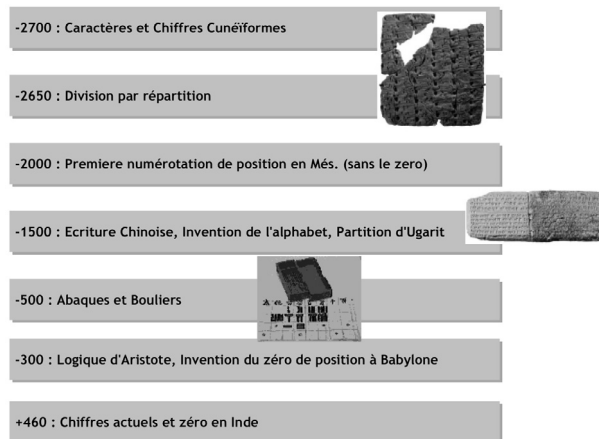 -2700 : Caractères et Chiffres Cunéïformes
-2650 : Division par répartition
-2000 : Premiere numérotation de position en Més. (sans le zero)
-1500 : Ecriture Chinoise, Invention de l'alphabet, Partition d'Ugarit
-500 : Abaques et Bouliers
-300 : Logique d'Aristote, Invention du zéro de position à Babylone
+460 : Chiffres actuels et zéro en Inde